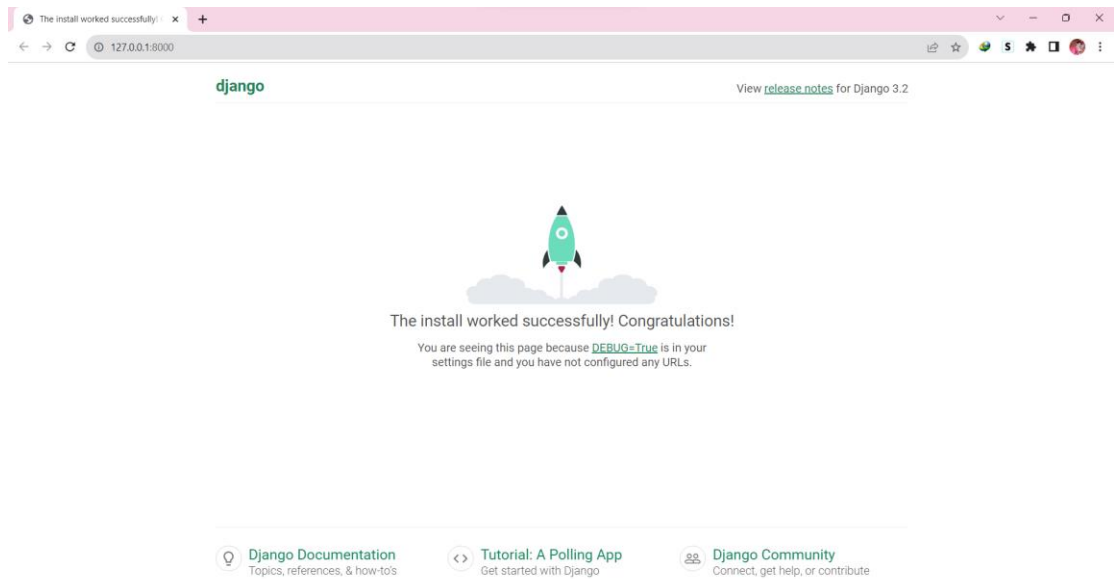 The install worked successfully!
127.0.0.1:8000
S
django
View release notes for Django 3.2
The install worked successfully! Congratulations!
You are seeing this page because DEBUG=True is in your
settings file and you have not configured any URLs.
Django Documentation
Topics, references, & how-to's
Tutorial: A Polling App
Get started with Django
Django Community
Connect, get help, or contribute